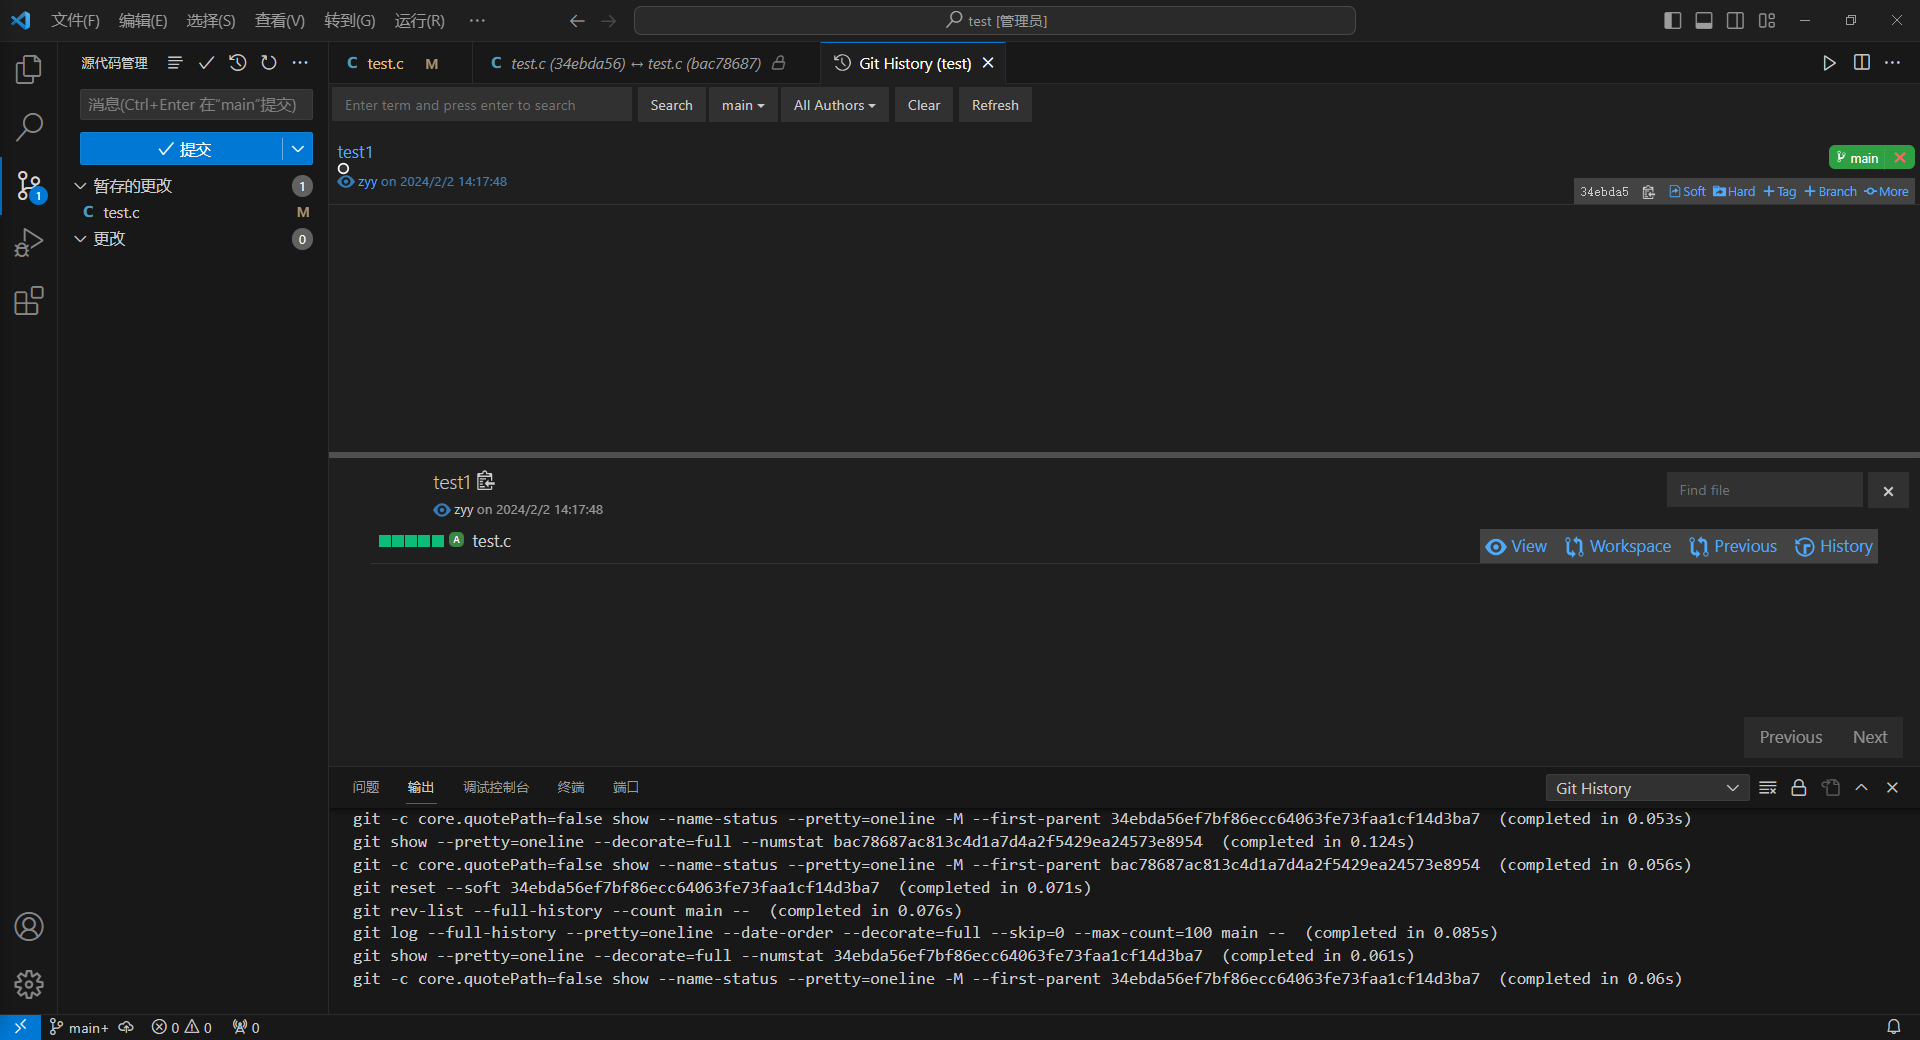 文件(F) 编辑(E) 选择(S) 查看(V) 转到(G) 运行(R) ···
test [管理员]
源代码管理
消息(Ctrl+Enter 在"main"提交)
提交
暂存的更改 1
C test.c M
更改 0
1
C test.c M
C test.c (34ebda56) ↔ test.c (bac78687)
Git History (test)
Enter term and press enter to search Search main All Authors Clear Refresh
test1
zyy on 2024/2/2 14:17:48
main
34ebda5 Soft Hard + Tag + Branch More
test1
zyy on 2024/2/2 14:17:48
Find file
A test.c
View Workspace Previous History
Previous Next
问题 输出 调试控制台 终端 端口
Git History
git -c core.quotePath=false show --name-status --pretty=oneline -M --first-parent 34ebda56ef7bf86ecc64063fe73faa1cf14d3ba7 (completed in 0.053s)
git show --pretty=oneline --decorate=full --numstat bac78687ac813c4d1a7d4a2f5429ea24573e8954 (completed in 0.124s)
git -c core.quotePath=false show --name-status --pretty=oneline -M --first-parent bac78687ac813c4d1a7d4a2f5429ea24573e8954 (completed in 0.056s)
git reset --soft 34ebda56ef7bf86ecc64063fe73faa1cf14d3ba7 (completed in 0.071s)
git rev-list --full-history --count main -- (completed in 0.076s)
git log --full-history --pretty=oneline --date-order --decorate=full --skip=0 --max-count=100 main -- (completed in 0.085s)
git show --pretty=oneline --decorate=full --numstat 34ebda56ef7bf86ecc64063fe73faa1cf14d3ba7 (completed in 0.061s)
git -c core.quotePath=false show --name-status --pretty=oneline -M --first-parent 34ebda56ef7bf86ecc64063fe73faa1cf14d3ba7 (completed in 0.06s)
main+ 0 0 0